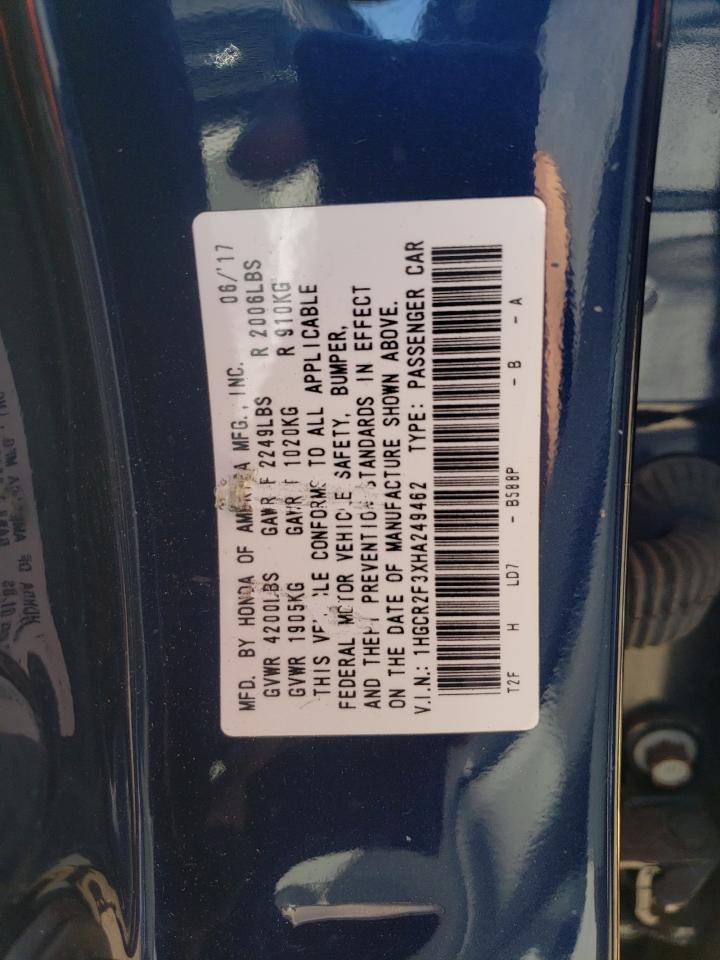 MFD. BY HONDA OF AMERICA MFG., INC. 06/'17
GVWR 4200LBS GAWR F 2249LBS R 2006LBS
GVWR 1905KG GAWR F 1020KG R 910KG
THIS VEHICLE CONFORMS TO ALL APPLICABLE
FEDERAL MOTOR VEHICLE SAFETY, BUMPER,
AND THEFT PREVENTION STANDARDS IN EFFECT
ON THE DATE OF MANUFACTURE SHOWN ABOVE.
V.I.N.: 1HGCR2F3XHA249462 TYPE: PASSENGER CAR
T2F H LD7 - B588P - B - A